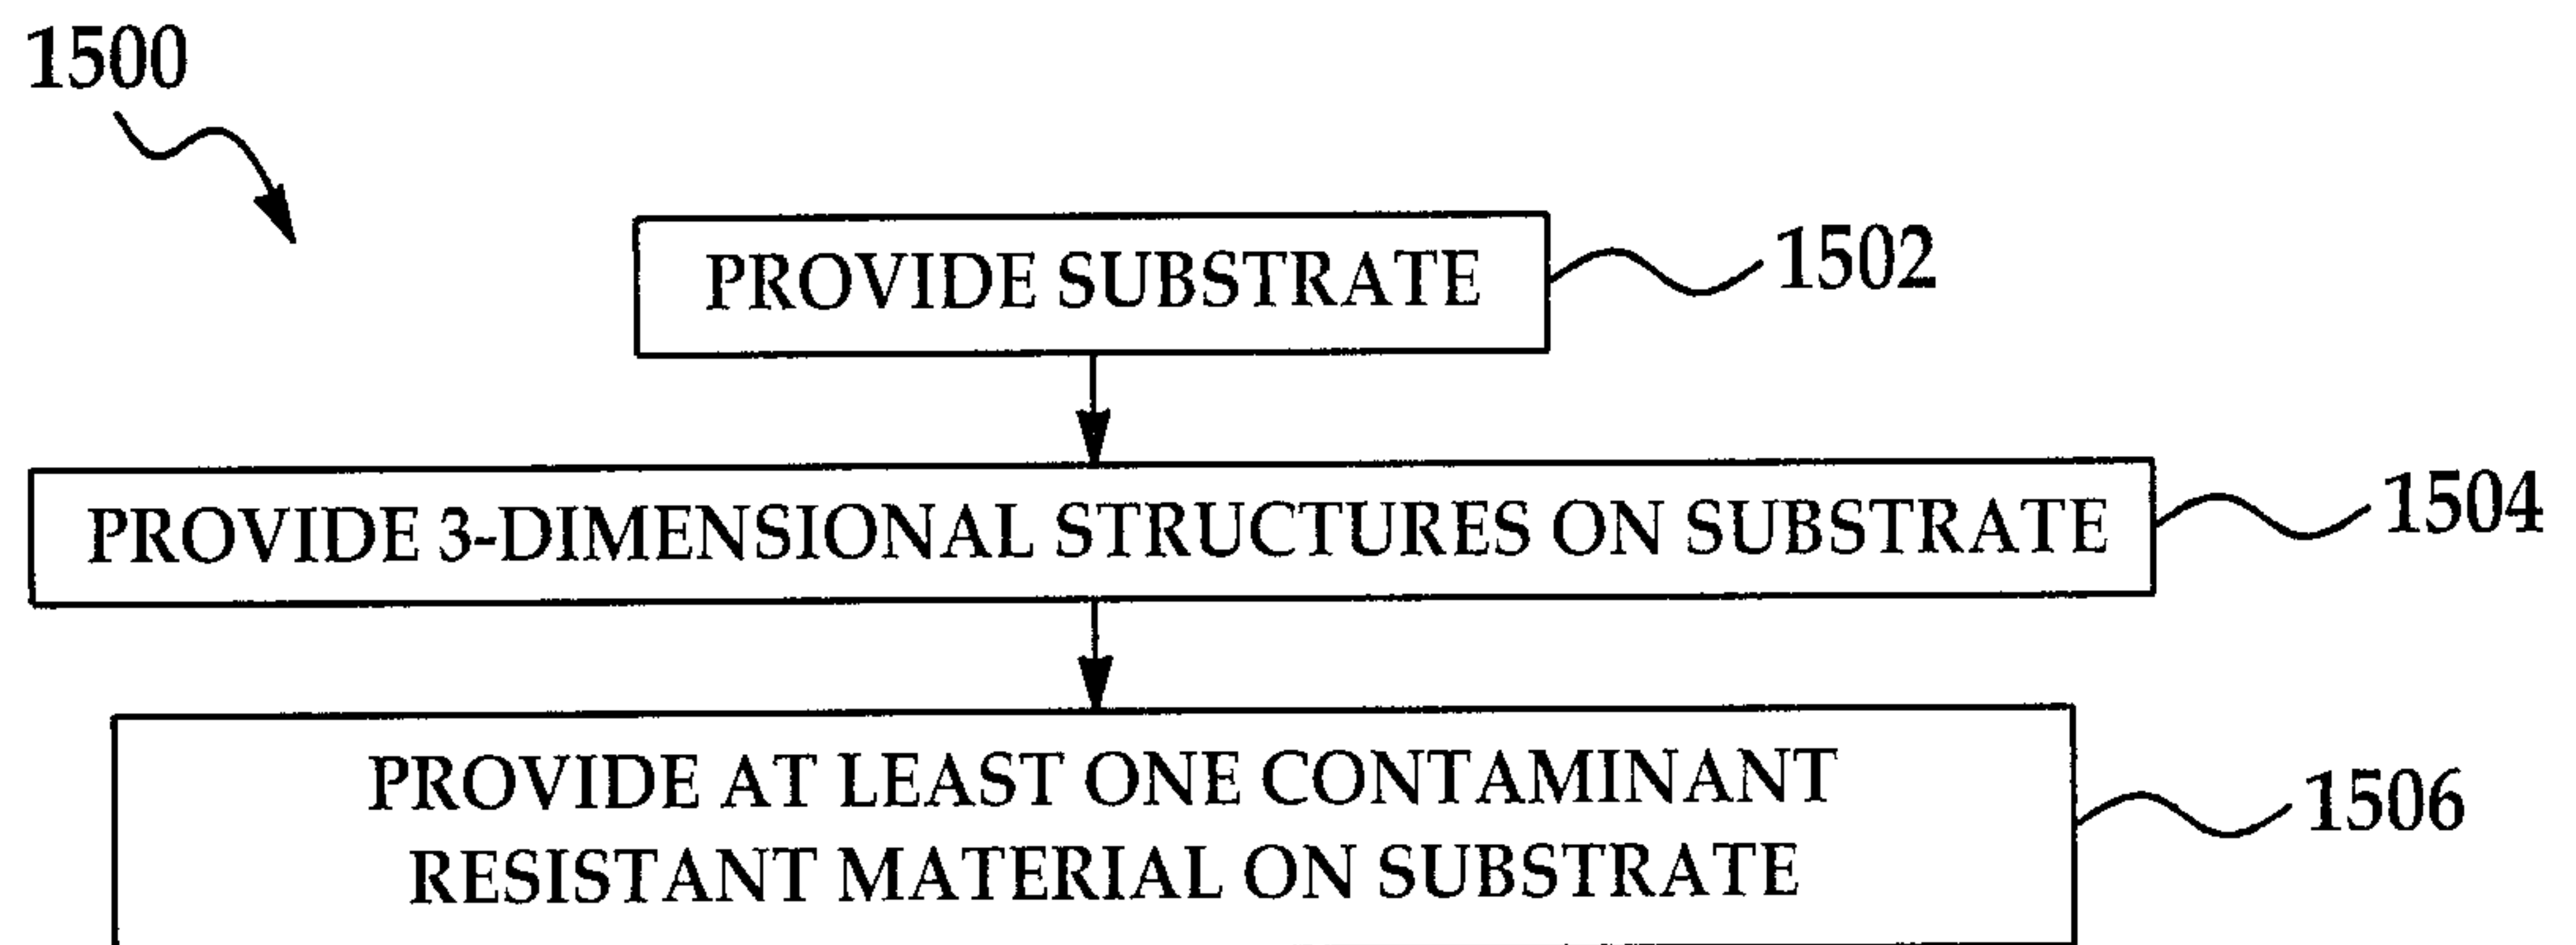 1500
PROVIDE SUBSTRATE
1502
PROVIDE 3-DIMENSIONAL STRUCTURES ON SUBSTRATE
1504
PROVIDE AT LEAST ONE CONTAMINANT
RESISTANT MATERIAL ON SUBSTRATE
1506